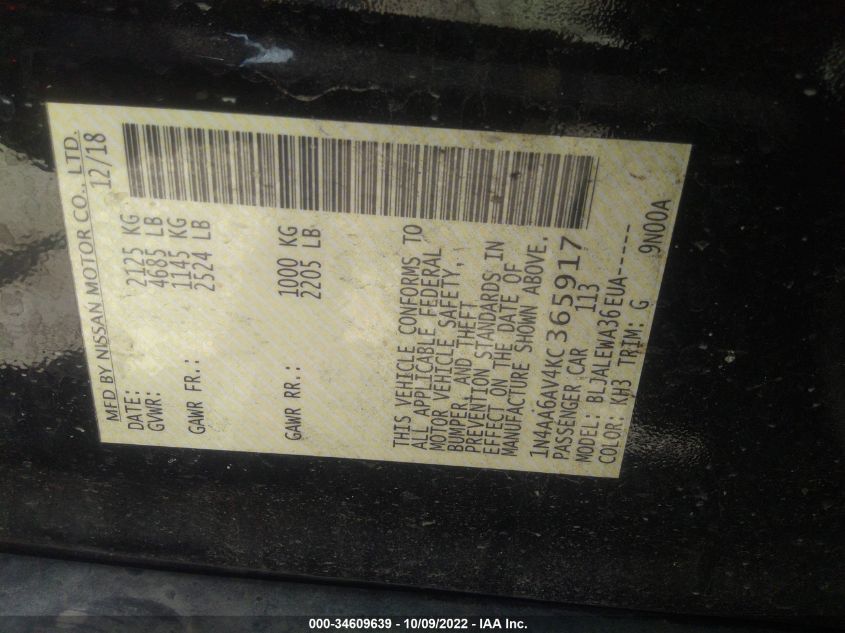 MFD BY NISSAN MOTOR CO., LTD.
DATE: 12/18
GVWR: 2125 KG
4685 LB
GAWR FR.: 1145 KG
2524 LB
GAWR RR.: 1000 KG
2205 LB
THIS VEHICLE CONFORMS TO
ALL APPLICABLE FEDERAL
MOTOR VEHICLE SAFETY,
BUMPER, AND THEFT
PREVENTION STANDARDS IN
EFFECT ON THE DATE OF
MANUFACTURE SHOWN ABOVE.
1N4AA6AV4KC365917
PASSENGER CAR 113
MODEL: BLJALEWA36EUA------
COLOR: KH3 TRIM: G 9N00A
000-34609639 - 10/09/2022 - IAA Inc.